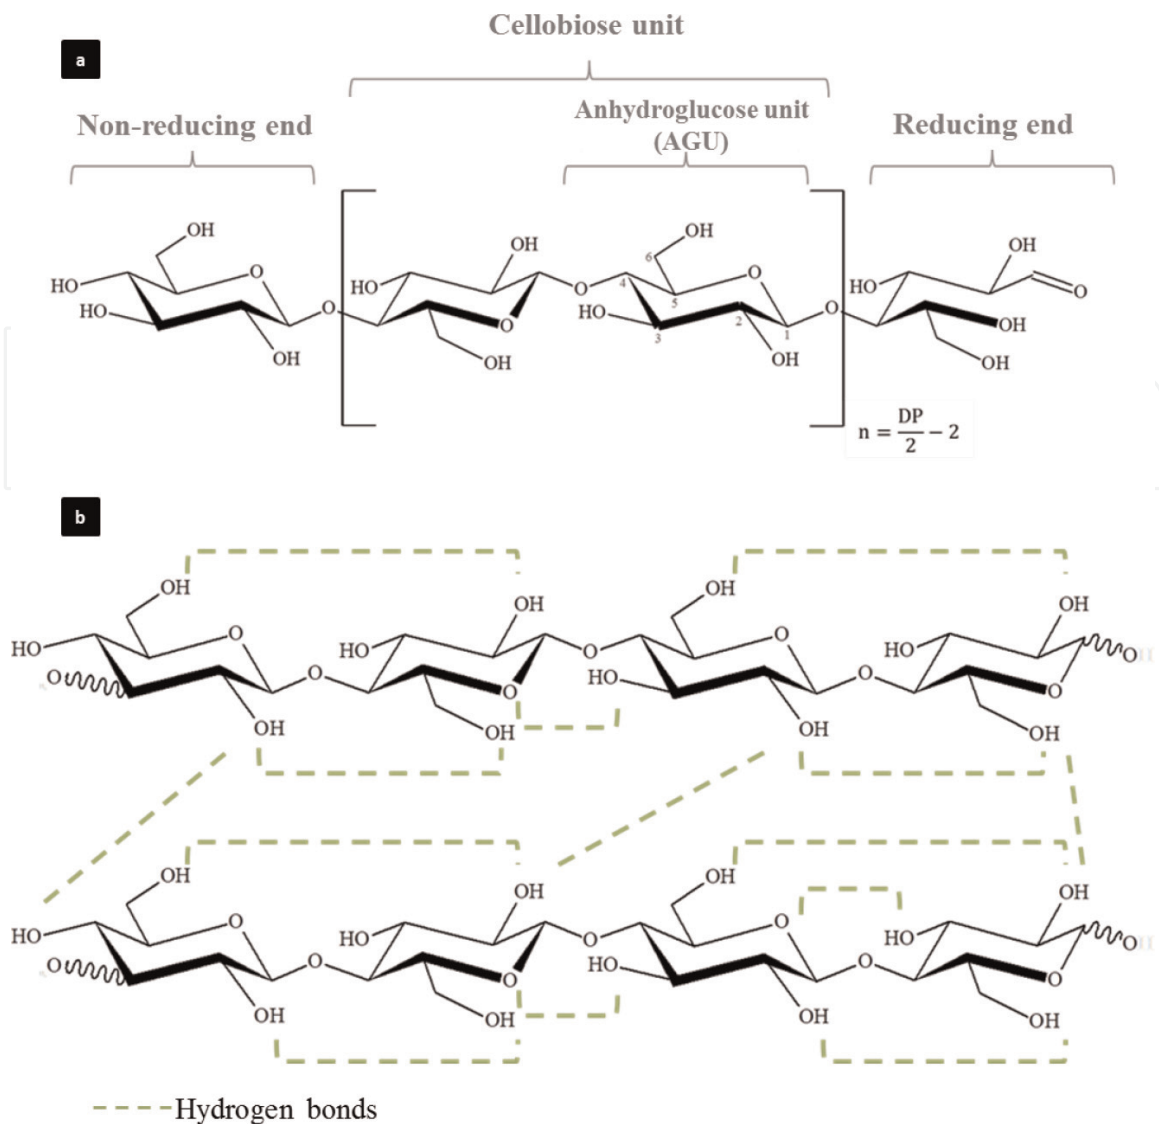 Cellobiose unit
a
Anhydroglucose unit
(AGU)
Non-reducing end
Reducing end
OH OH 6 OH OH
HO O HO O 4 5 O HO O
HO O O HO 3 2 1 O OH
OH OH OH OH
n = DP/2 − 2
b
OH OH OH OH
HO O HO O O HO OH
O O O HO O O
OH OH OH OH
OH OH OH OH
HO O HO O O HO OH
O O O HO O O
OH OH OH OH
Hydrogen bonds